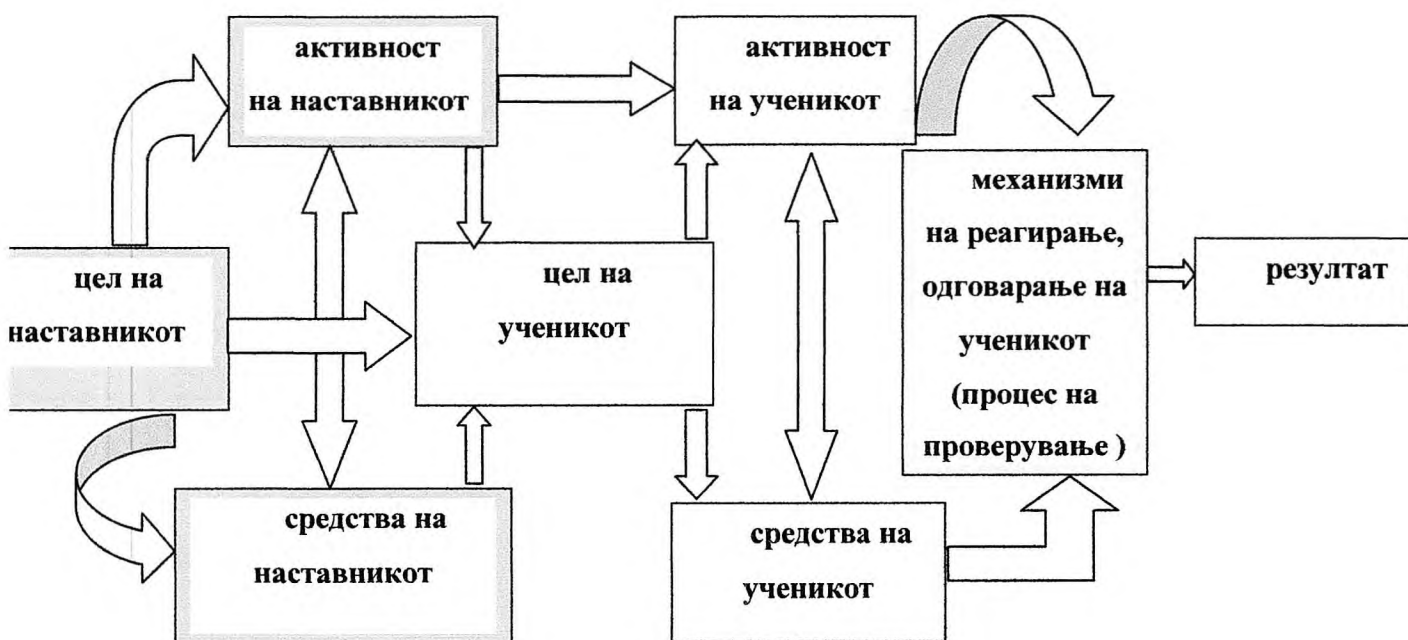 активност
на наставникот
активност
на ученикот
цел на
наставникот
цел на
ученикот
механизми
на реагирање,
одговарање на
ученикот
(процес на
проверување )
резултат
средства на
наставникот
средства на
ученикот